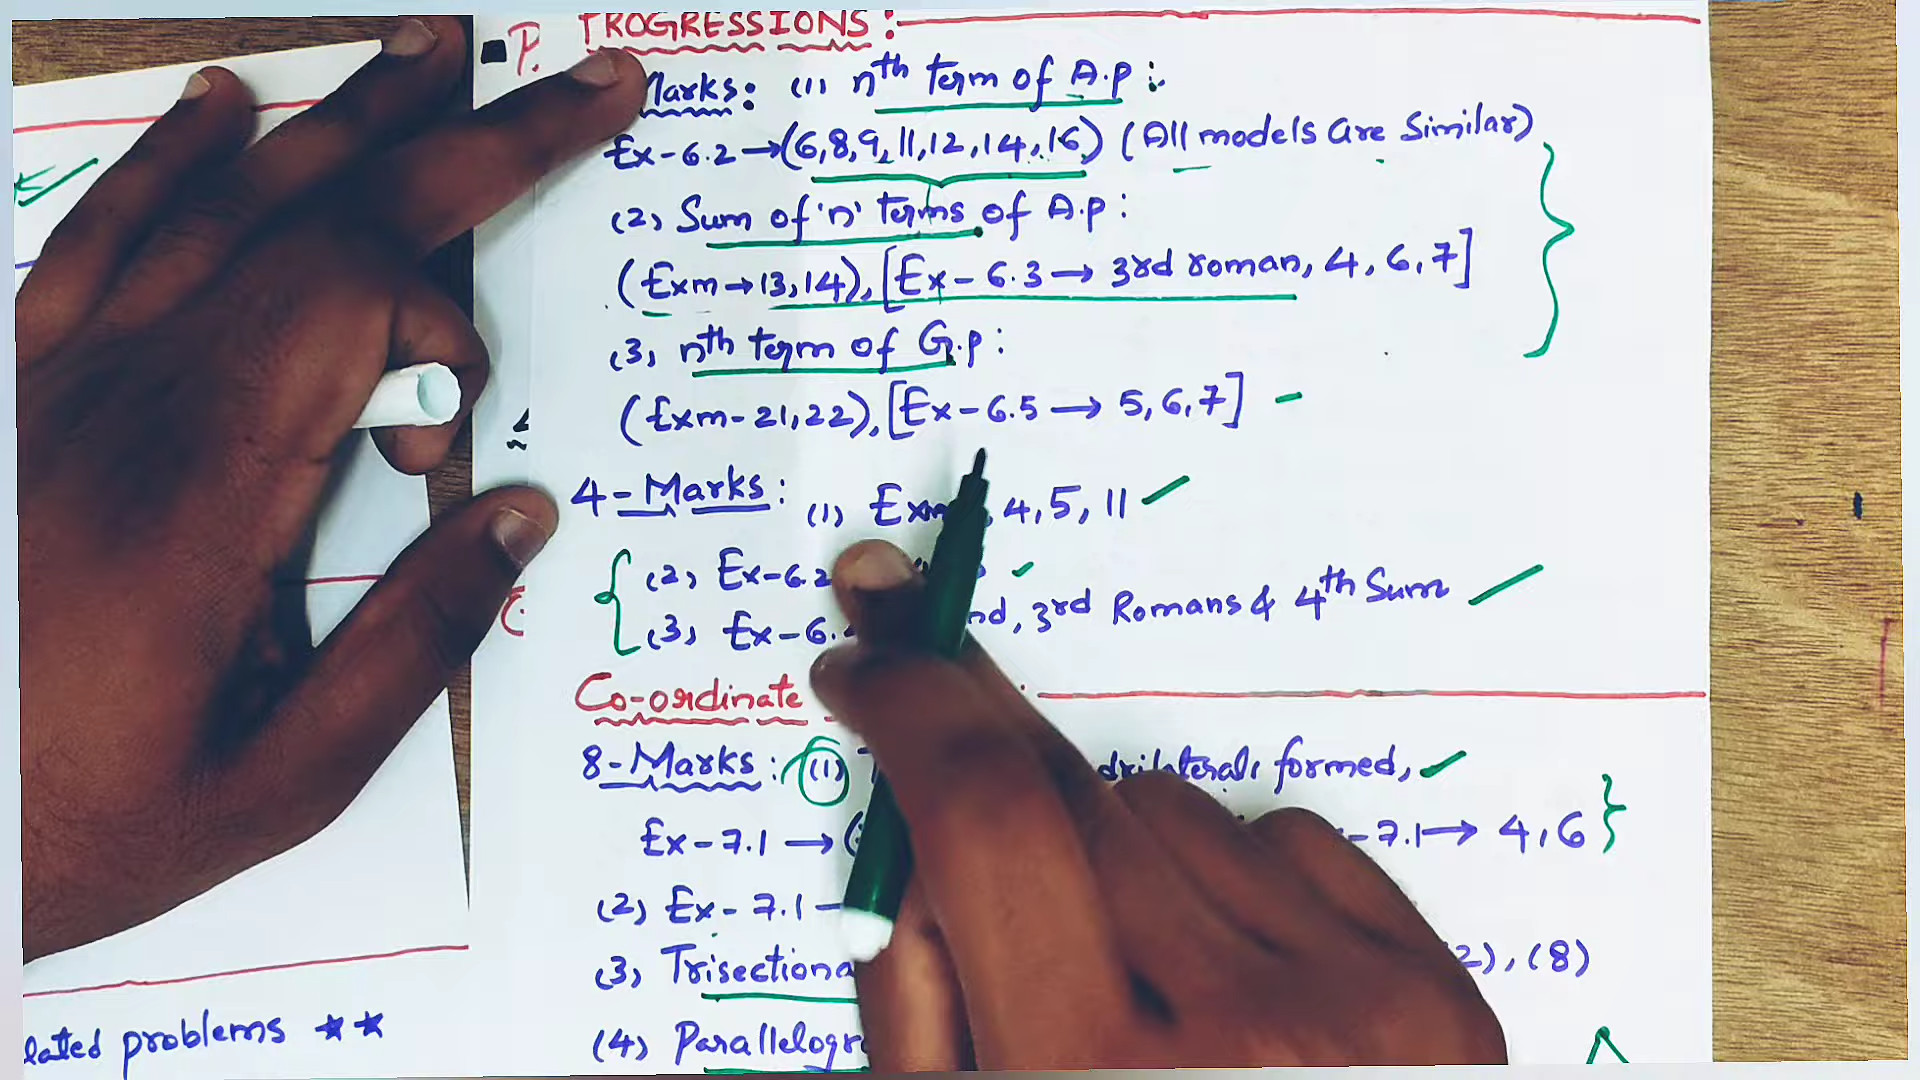 P. PROGRESSIONS:
Marks: (1) nth term of A.P:
Ex-6.2→(6,8,9,11,12,14,16) (All models are Similar)
(2) Sum of 'n' terms of A.P:
(Exm→13,14), [Ex-6.3→3rd roman, 4,6,7]
(3) nth term of G.P:
(Exm-21,22), [Ex-6.5→ 5,6,7]
4-Marks: (1) Exm 4,5,11
(2) Ex-6.2
(3) Ex-6. nd, 3rd Romans & 4th Sum
Co-ordinate
8-Marks: (1) formed,
Ex-7.1→( -7.1→ 4,6
(2) Ex-7.1-
(3) Trisectiona 2),(8)
(4) Parallelogr
lated problems ★★